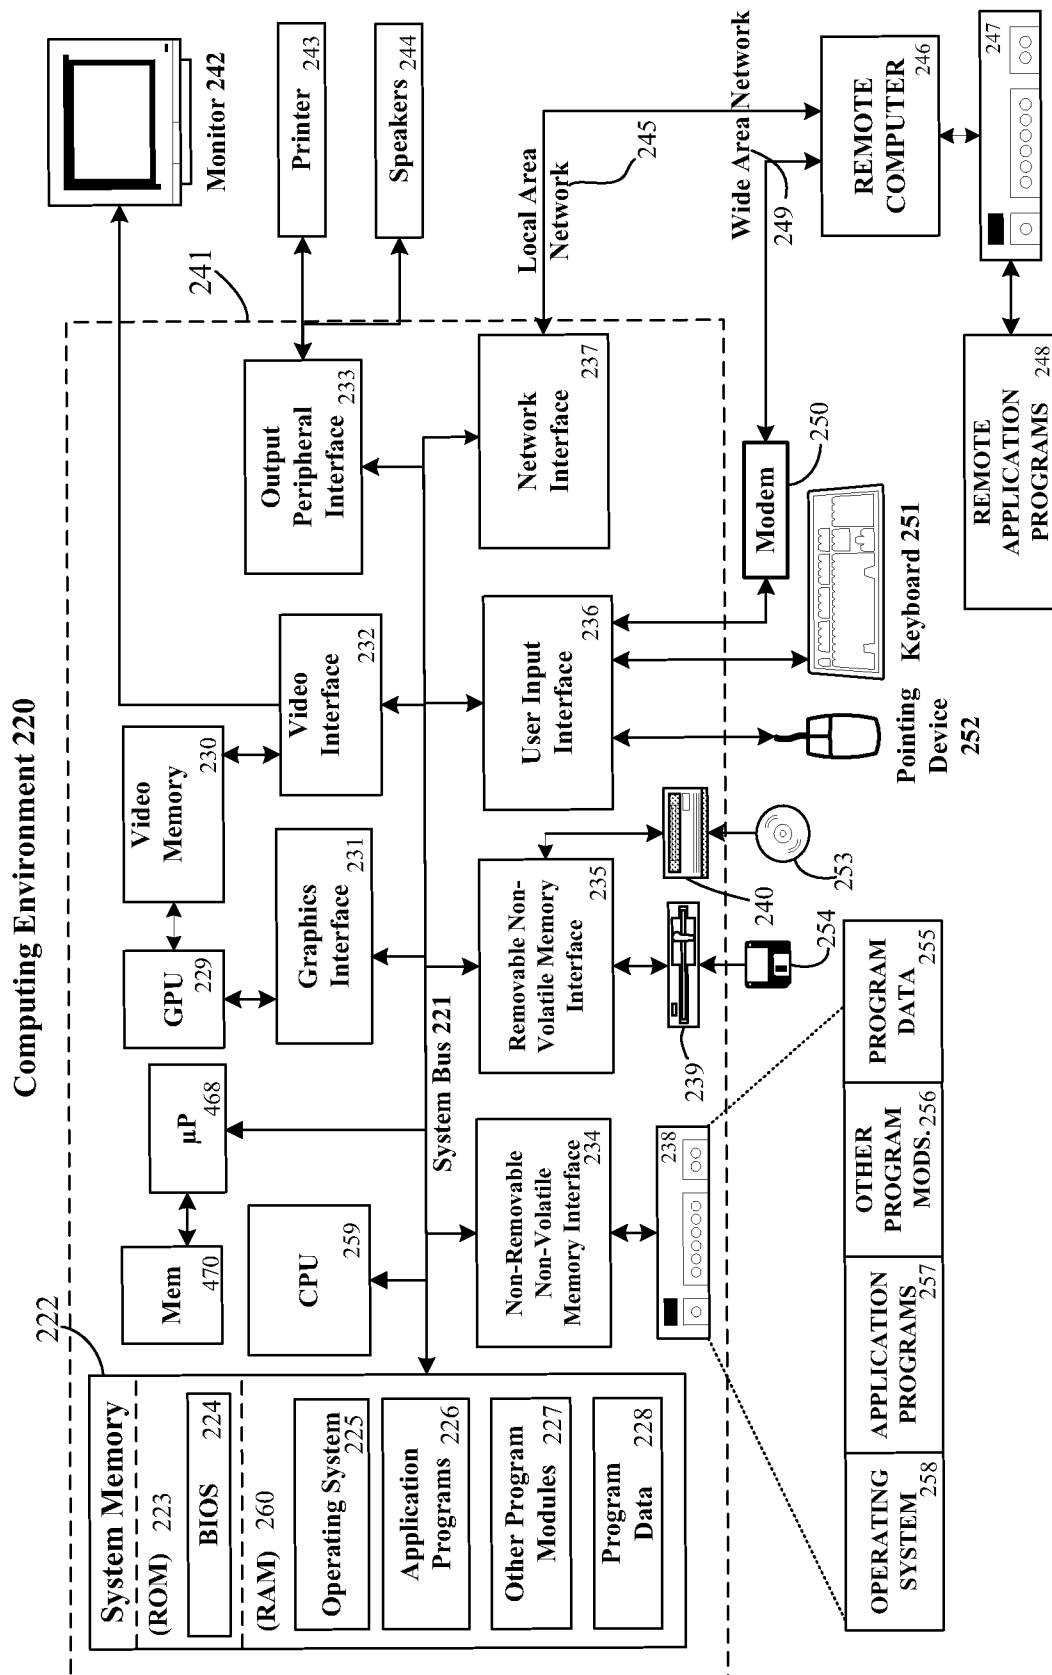 Computing Environment 220
222
System Memory
(ROM) 223
BIOS 224
(RAM) 260
Operating System
225
Application
Programs 226
Other Program
Modules 227
Program
Data 228
Mem
470
µP
468
CPU
259
GPU
229
Video
Memory
230
Graphics
Interface
231
Video
Interface
232
Output
Peripheral
Interface
233
241
Monitor 242
Printer
243
Speakers
244
System Bus 221
Non-Removable
Non-Volatile
Memory Interface
234
Removable Non-
Volatile Memory
Interface
235
User Input
Interface
236
Network
Interface
237
Local Area
Network
245
Wide Area Network
249
238
239
240
253
254
Modem
250
Keyboard 251
Pointing
Device
252
REMOTE
COMPUTER
246
247
REMOTE
APPLICATION
PROGRAMS
248
OPERATING
SYSTEM
258
APPLICATION
PROGRAMS
257
OTHER
PROGRAM
MODS. 256
PROGRAM
DATA
255